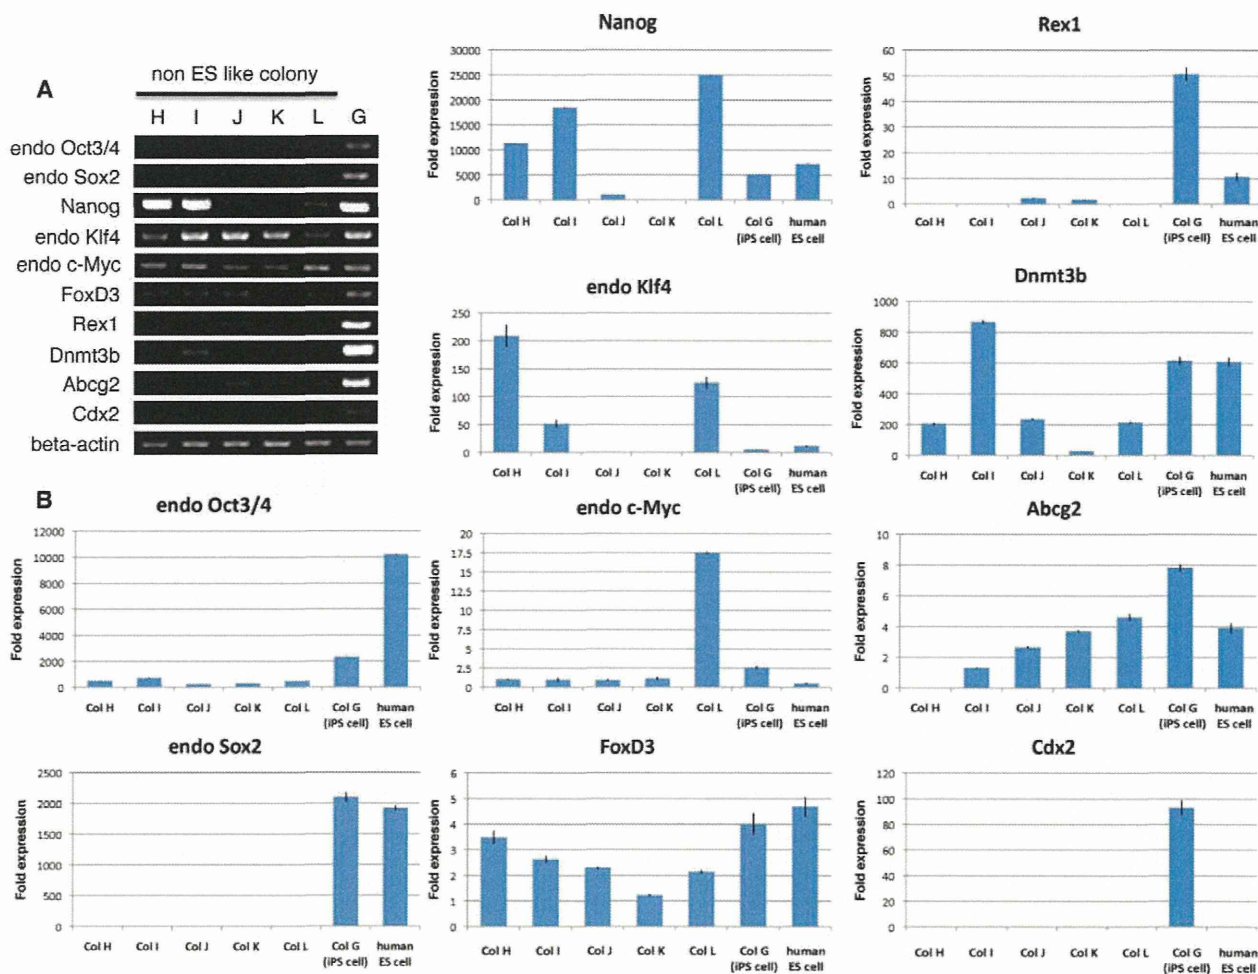 A
non ES like colony
H I J K L G
endo Oct3/4
endo Sox2
Nanog
endo Klf4
endo c-Myc
FoxD3
Rex1
Dnmt3b
Abcg2
Cdx2
beta-actin
Nanog
Fold expression
30000
25000
20000
15000
10000
5000
0
Col H Col I Col J Col K Col L Col G human
(iPS cell) ES cell
Rex1
Fold expression
60
50
40
30
20
10
0
Col H Col I Col J Col K Col L Col G human
(iPS cell) ES cell
endo Klf4
Fold expression
250
200
150
100
50
0
Col H Col I Col J Col K Col L Col G human
(iPS cell) ES cell
Dnmt3b
Fold expression
1000
800
600
400
200
0
Col H Col I Col J Col K Col L Col G human
(iPS cell) ES cell
B
endo Oct3/4
Fold expression
12000
10000
8000
6000
4000
2000
0
Col H Col I Col J Col K Col L Col G human
(iPS cell) ES cell
endo c-Myc
Fold expression
20
17.5
15
12.5
10
7.5
5
2.5
0
Col H Col I Col J Col K Col L Col G human
(iPS cell) ES cell
Abcg2
Fold expression
10
8
6
4
2
0
Col H Col I Col J Col K Col L Col G human
(iPS cell) ES cell
endo Sox2
Fold expression
2500
2000
1500
1000
500
0
Col H Col I Col J Col K Col L Col G human
(iPS cell) ES cell
FoxD3
Fold expression
6
5
4
3
2
1
0
Col H Col I Col J Col K Col L Col G human
(iPS cell) ES cell
Cdx2
Fold expression
120
100
80
60
40
20
0
Col H Col I Col J Col K Col L Col G human
(iPS cell) ES cell